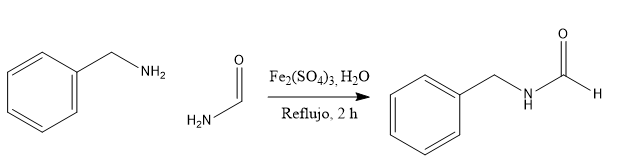 NH2
O
H2N
Fe2(SO4)3, H2O
Reflujo, 2 h
O
N
H
H